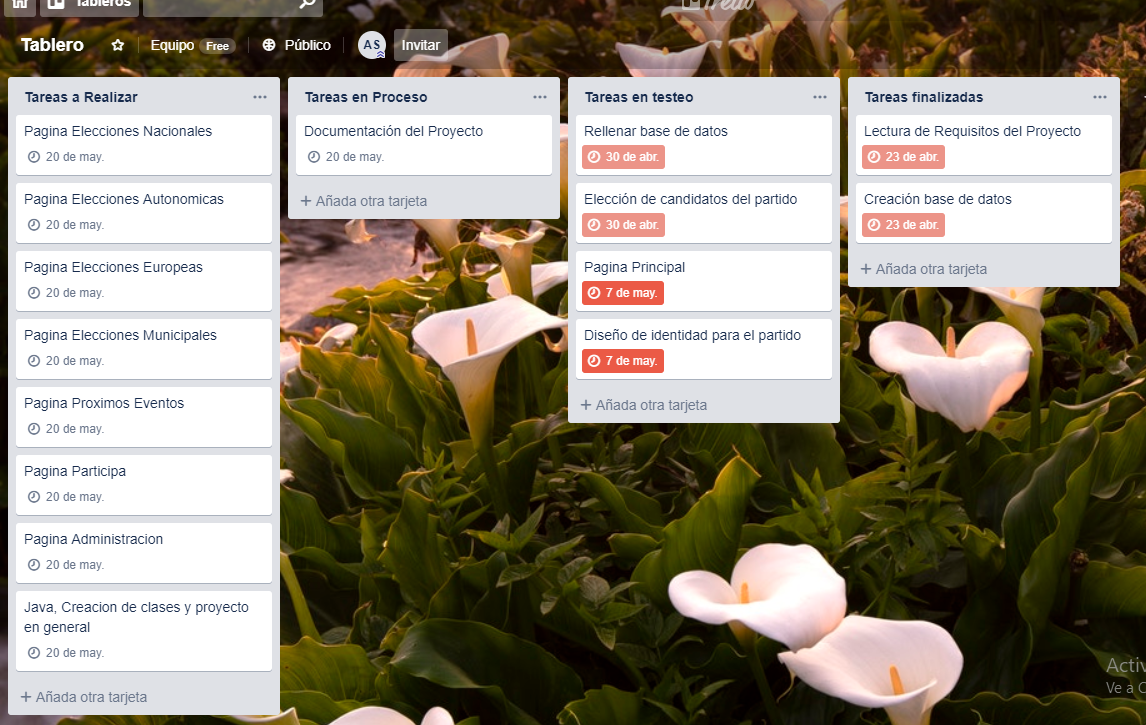 Tableros
Trello
Tablero
Equipo Free
Público
AS
Invitar
Tareas a Realizar
Pagina Elecciones Nacionales
20 de may.
Pagina Elecciones Autonomicas
20 de may.
Pagina Elecciones Europeas
20 de may.
Pagina Elecciones Municipales
20 de may.
Pagina Proximos Eventos
20 de may.
Pagina Participa
20 de may.
Pagina Administracion
20 de may.
Java, Creacion de clases y proyecto
en general
20 de may.
+ Añada otra tarjeta
Tareas en Proceso
Documentación del Proyecto
20 de may.
+ Añada otra tarjeta
Tareas en testeo
Rellenar base de datos
30 de abr.
Elección de candidatos del partido
30 de abr.
Pagina Principal
7 de may.
Diseño de identidad para el partido
7 de may.
+ Añada otra tarjeta
Tareas finalizadas
Lectura de Requisitos del Proyecto
23 de abr.
Creación base de datos
23 de abr.
+ Añada otra tarjeta
Activ
Ve a C